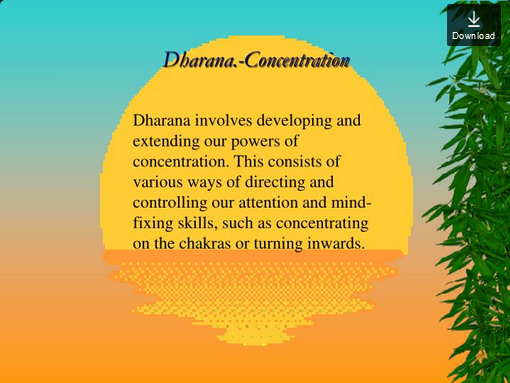 Download
Dharana.-Concentration
Dharana involves developing and
extending our powers of
concentration. This consists of
various ways of directing and
controlling our attention and mind-
fixing skills, such as concentrating
on the chakras or turning inwards.